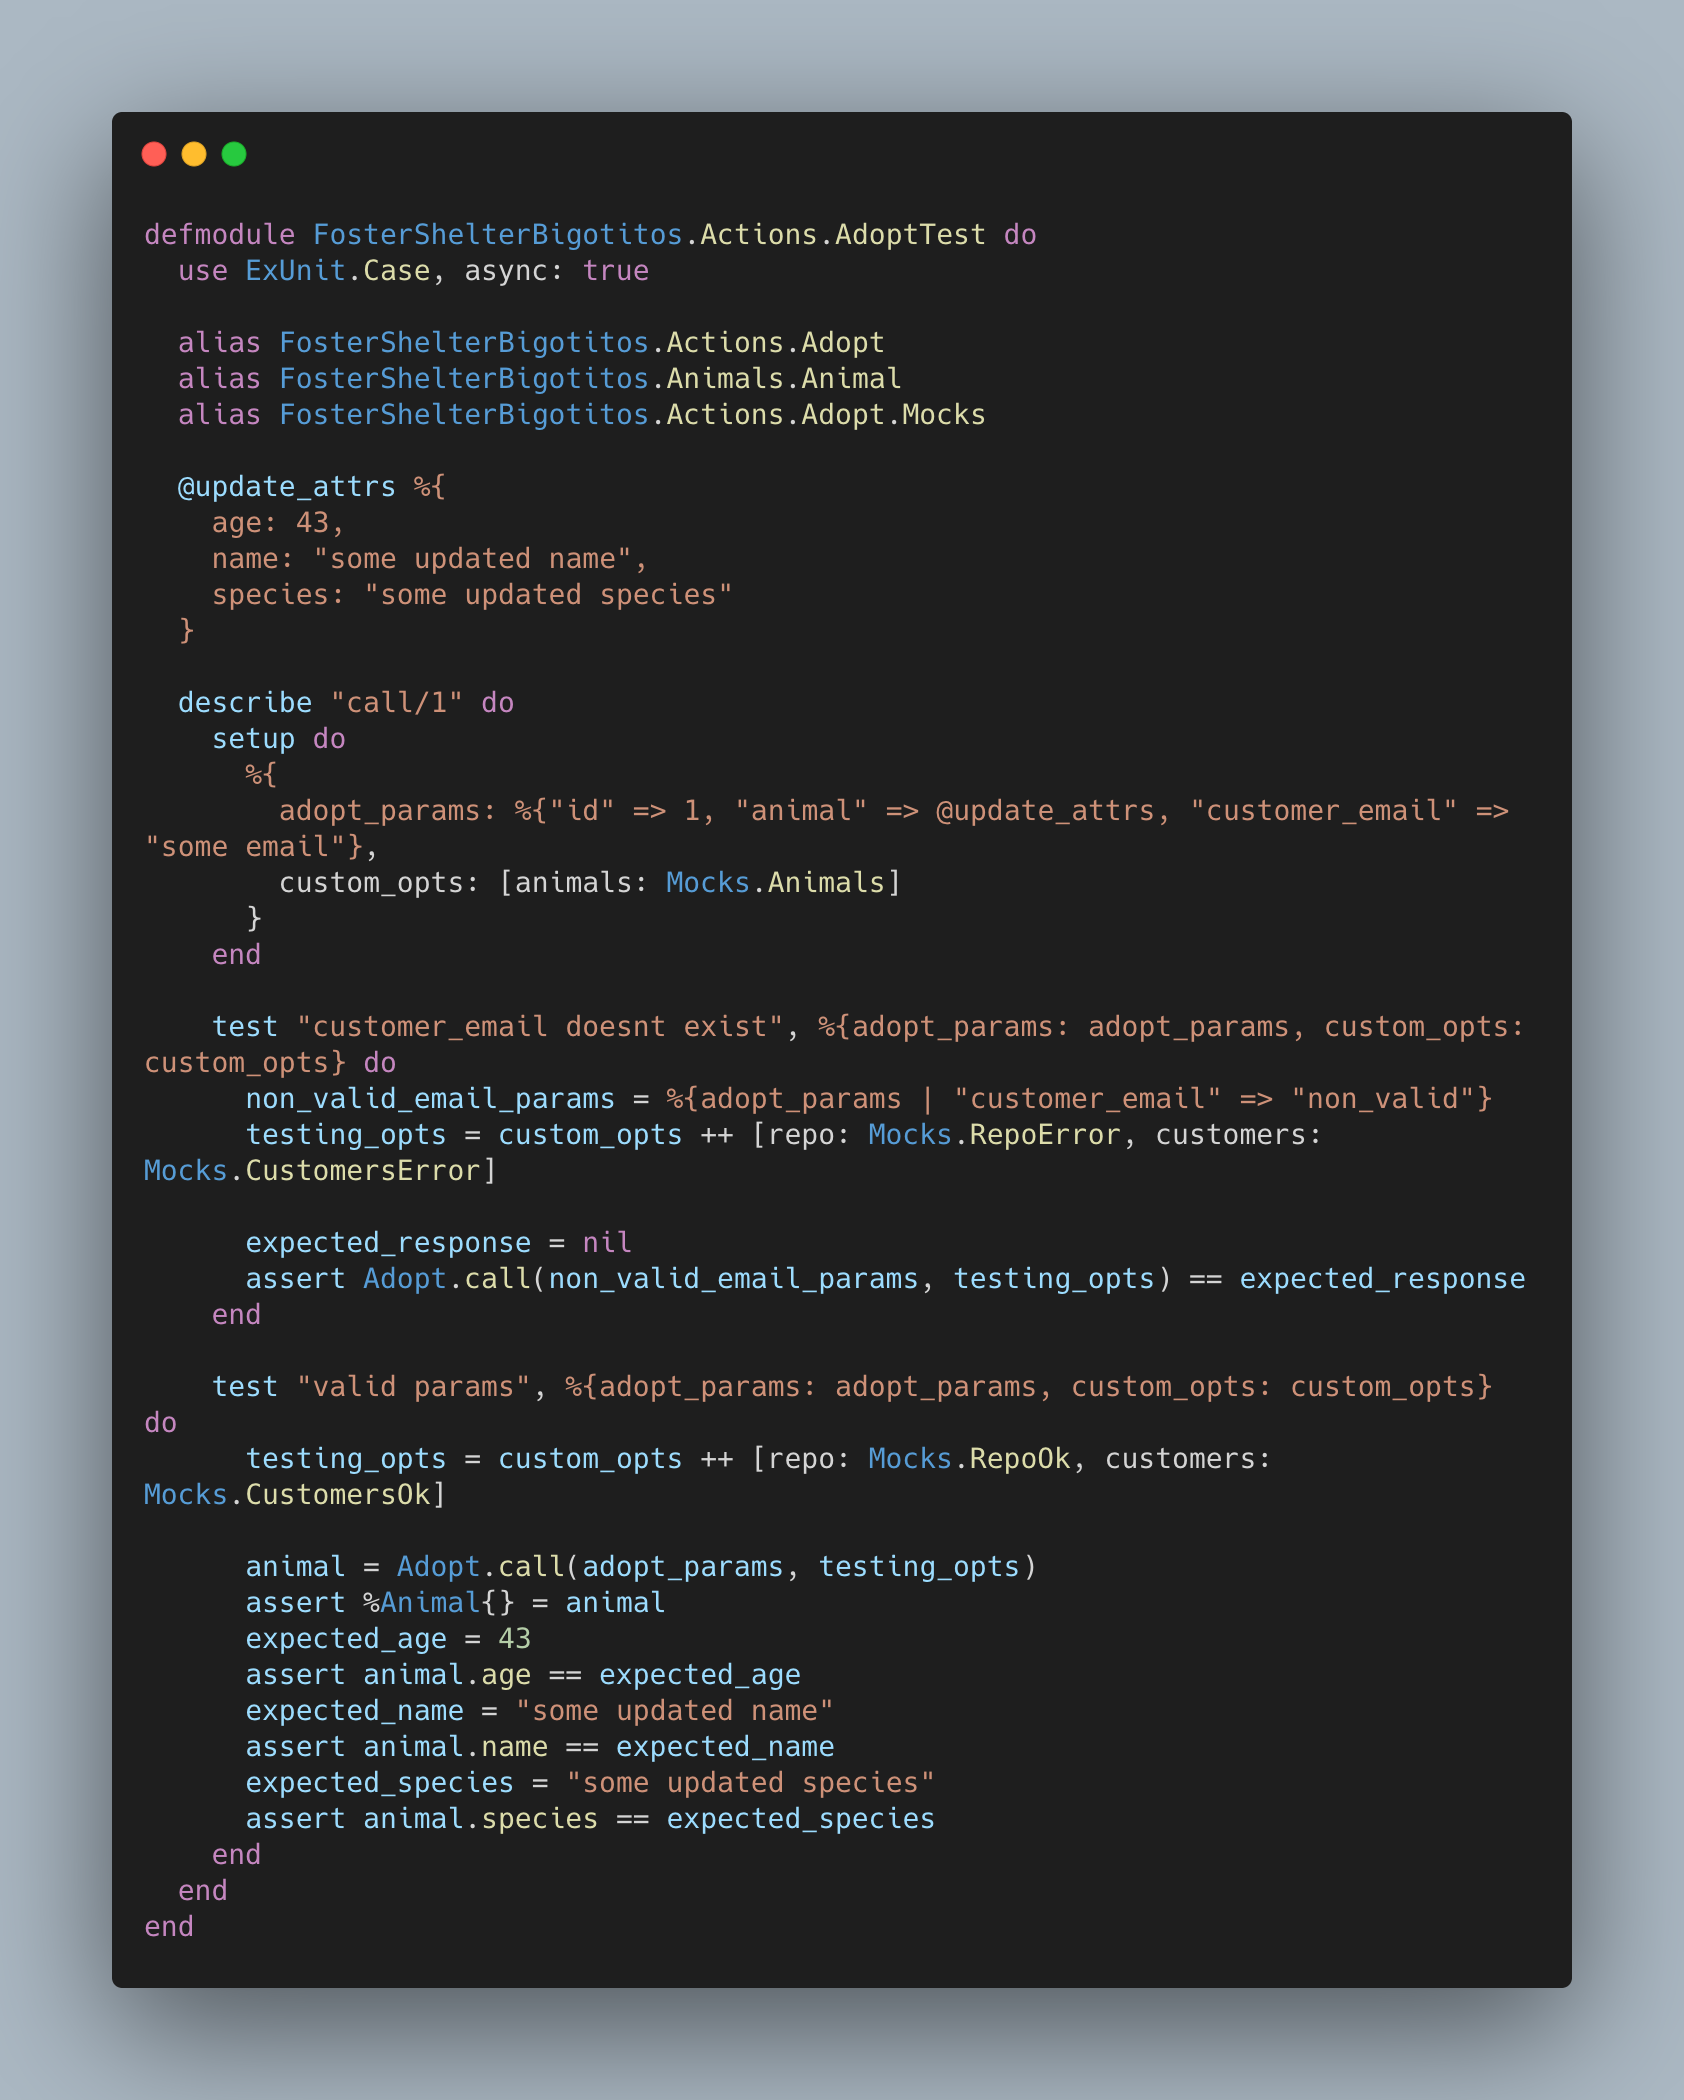 defmodule FosterShelterBigotitos.Actions.AdoptTest do
  use ExUnit.Case, async: true

  alias FosterShelterBigotitos.Actions.Adopt
  alias FosterShelterBigotitos.Animals.Animal
  alias FosterShelterBigotitos.Actions.Adopt.Mocks

  @update_attrs %{
    age: 43,
    name: "some updated name",
    species: "some updated species"
  }

  describe "call/1" do
    setup do
      %{
        adopt_params: %{"id" => 1, "animal" => @update_attrs, "customer_email" =>
"some email"},
        custom_opts: [animals: Mocks.Animals]
      }
    end

    test "customer_email doesnt exist", %{adopt_params: adopt_params, custom_opts:
custom_opts} do
      non_valid_email_params = %{adopt_params | "customer_email" => "non_valid"}
      testing_opts = custom_opts ++ [repo: Mocks.RepoError, customers:
Mocks.CustomersError]

      expected_response = nil
      assert Adopt.call(non_valid_email_params, testing_opts) == expected_response
    end

    test "valid params", %{adopt_params: adopt_params, custom_opts: custom_opts}
do
      testing_opts = custom_opts ++ [repo: Mocks.RepoOk, customers:
Mocks.CustomersOk]

      animal = Adopt.call(adopt_params, testing_opts)
      assert %Animal{} = animal
      expected_age = 43
      assert animal.age == expected_age
      expected_name = "some updated name"
      assert animal.name == expected_name
      expected_species = "some updated species"
      assert animal.species == expected_species
    end
  end
end